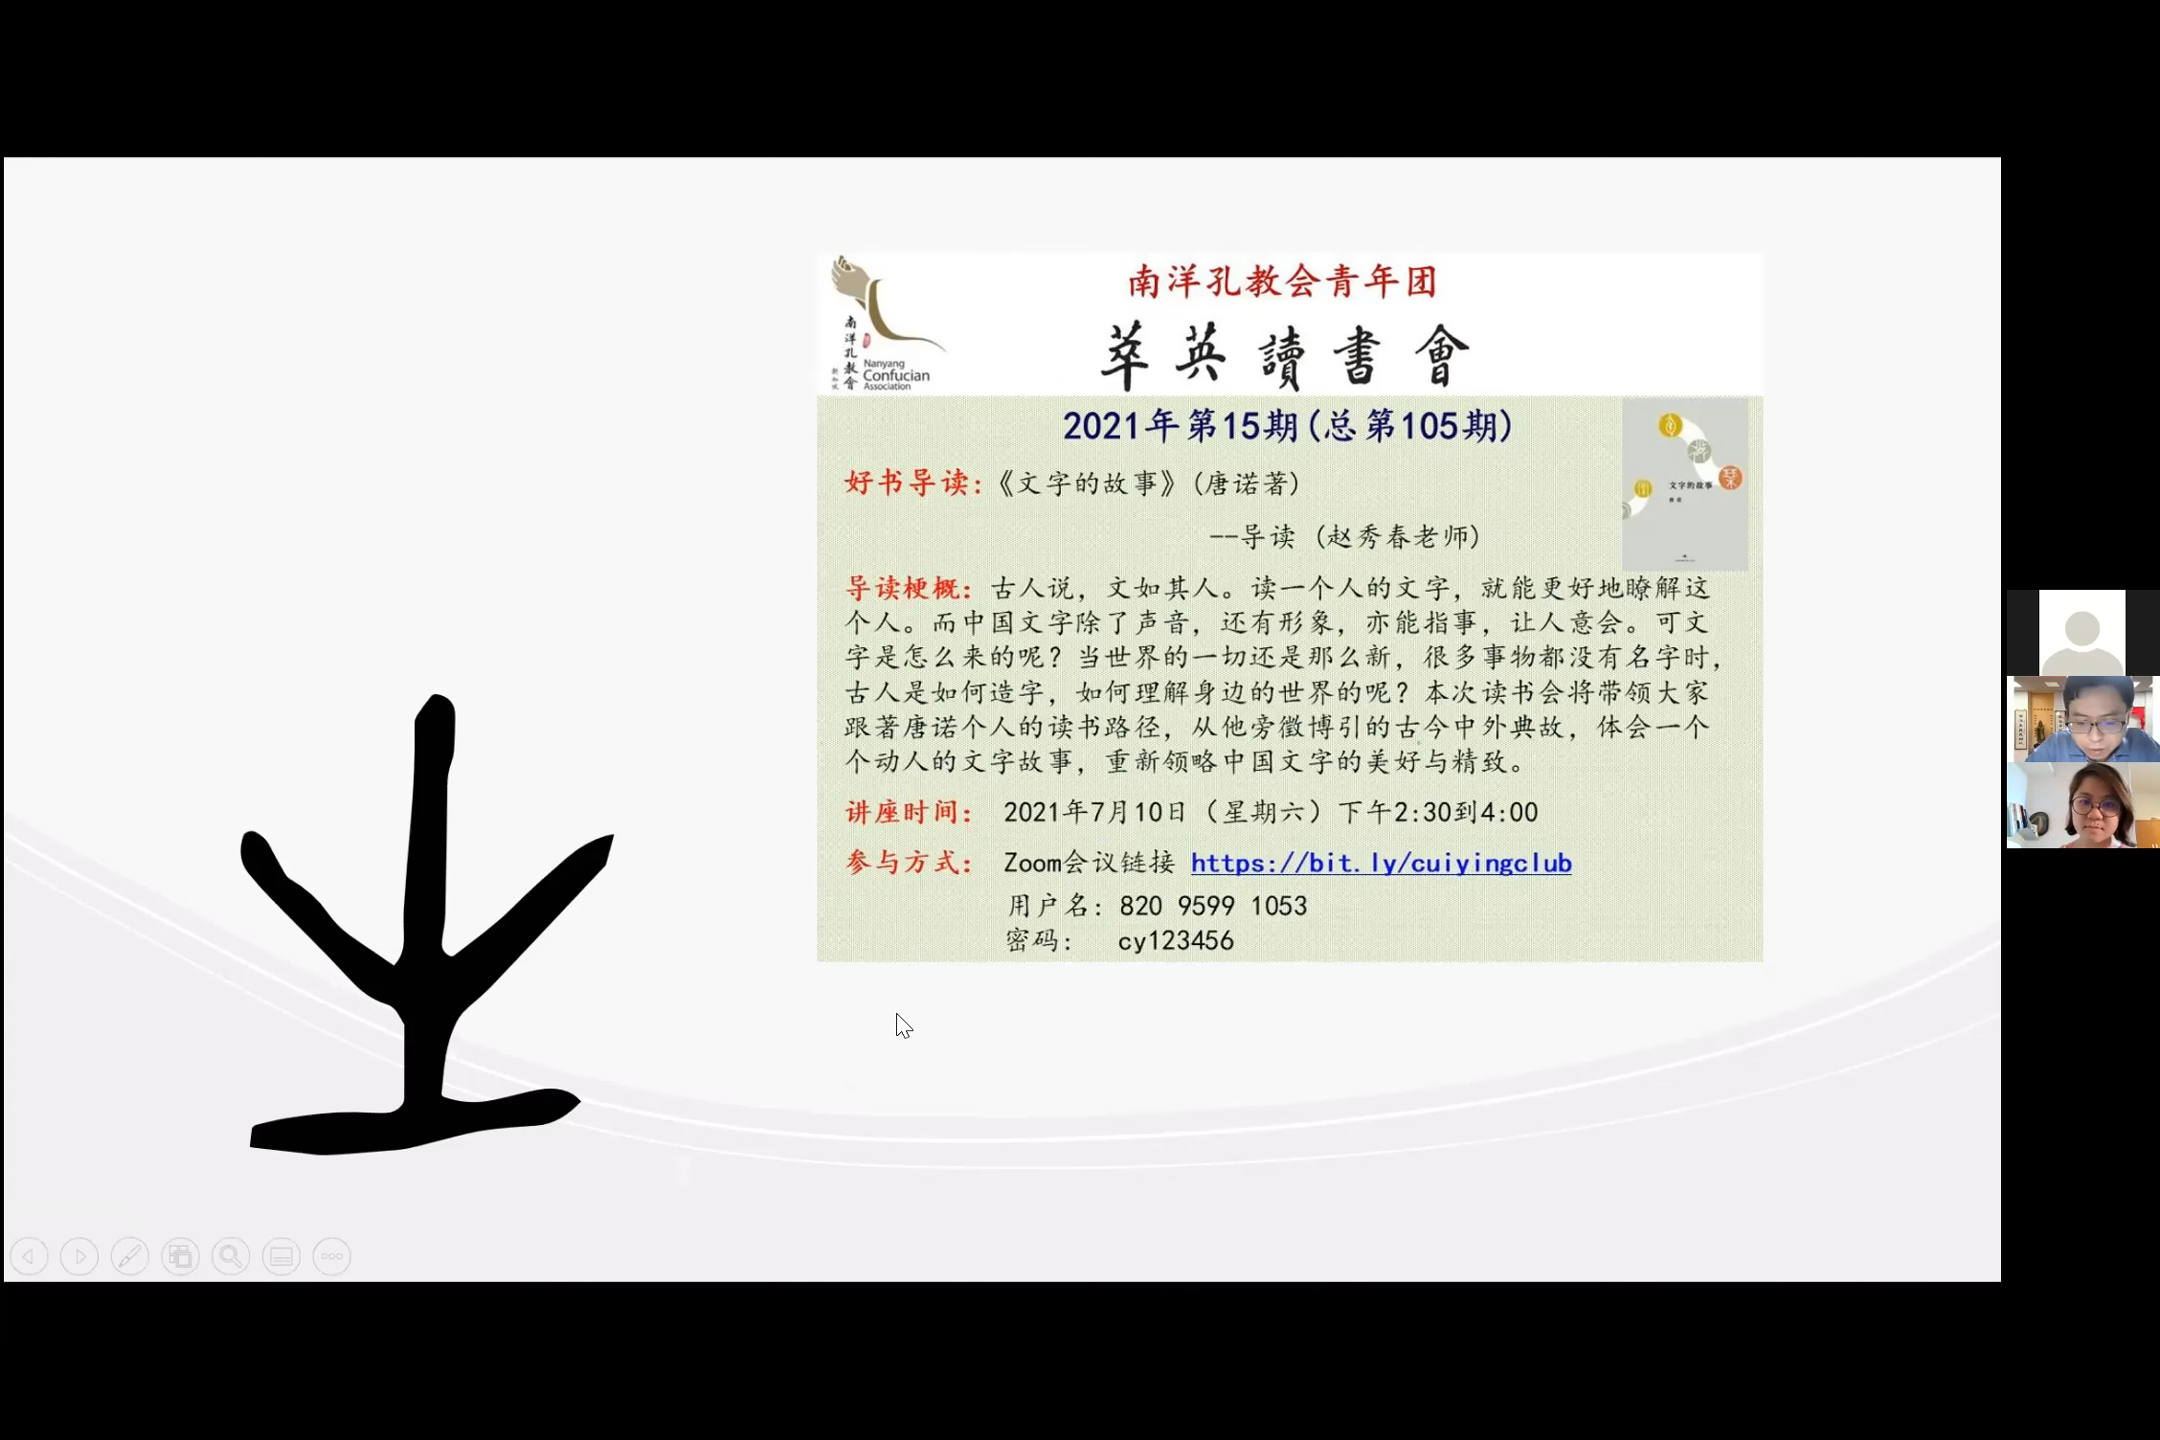 南洋孔教会青年团
萃英讀書會
南洋孔教會
Nanyang
Confucian
Association
2021年第15期(总第105期)
好书导读:《文字的故事》(唐诺著)
--导读 (赵秀春老师)
文字的故事
导读梗概: 古人说, 文如其人。读一个人的文字, 就能更好地瞭解这
个人。而中国文字除了声音, 还有形象, 亦能指事, 让人意会。可文
字是怎么来的呢? 当世界的一切还是那么新, 很多事物都没有名字时,
古人是如何造字, 如何理解身边的世界的呢? 本次读书会将带领大家
跟著唐诺个人的读书路径, 从他旁徵博引的古今中外典故, 体会一个
个动人的文字故事, 重新领略中国文字的美好与精致。
讲座时间: 2021年7月10日 (星期六) 下午2:30到4:00
参与方式: Zoom会议链接 https://bit.ly/cuiyingclub
用户名: 820 9599 1053
密码: cy123456